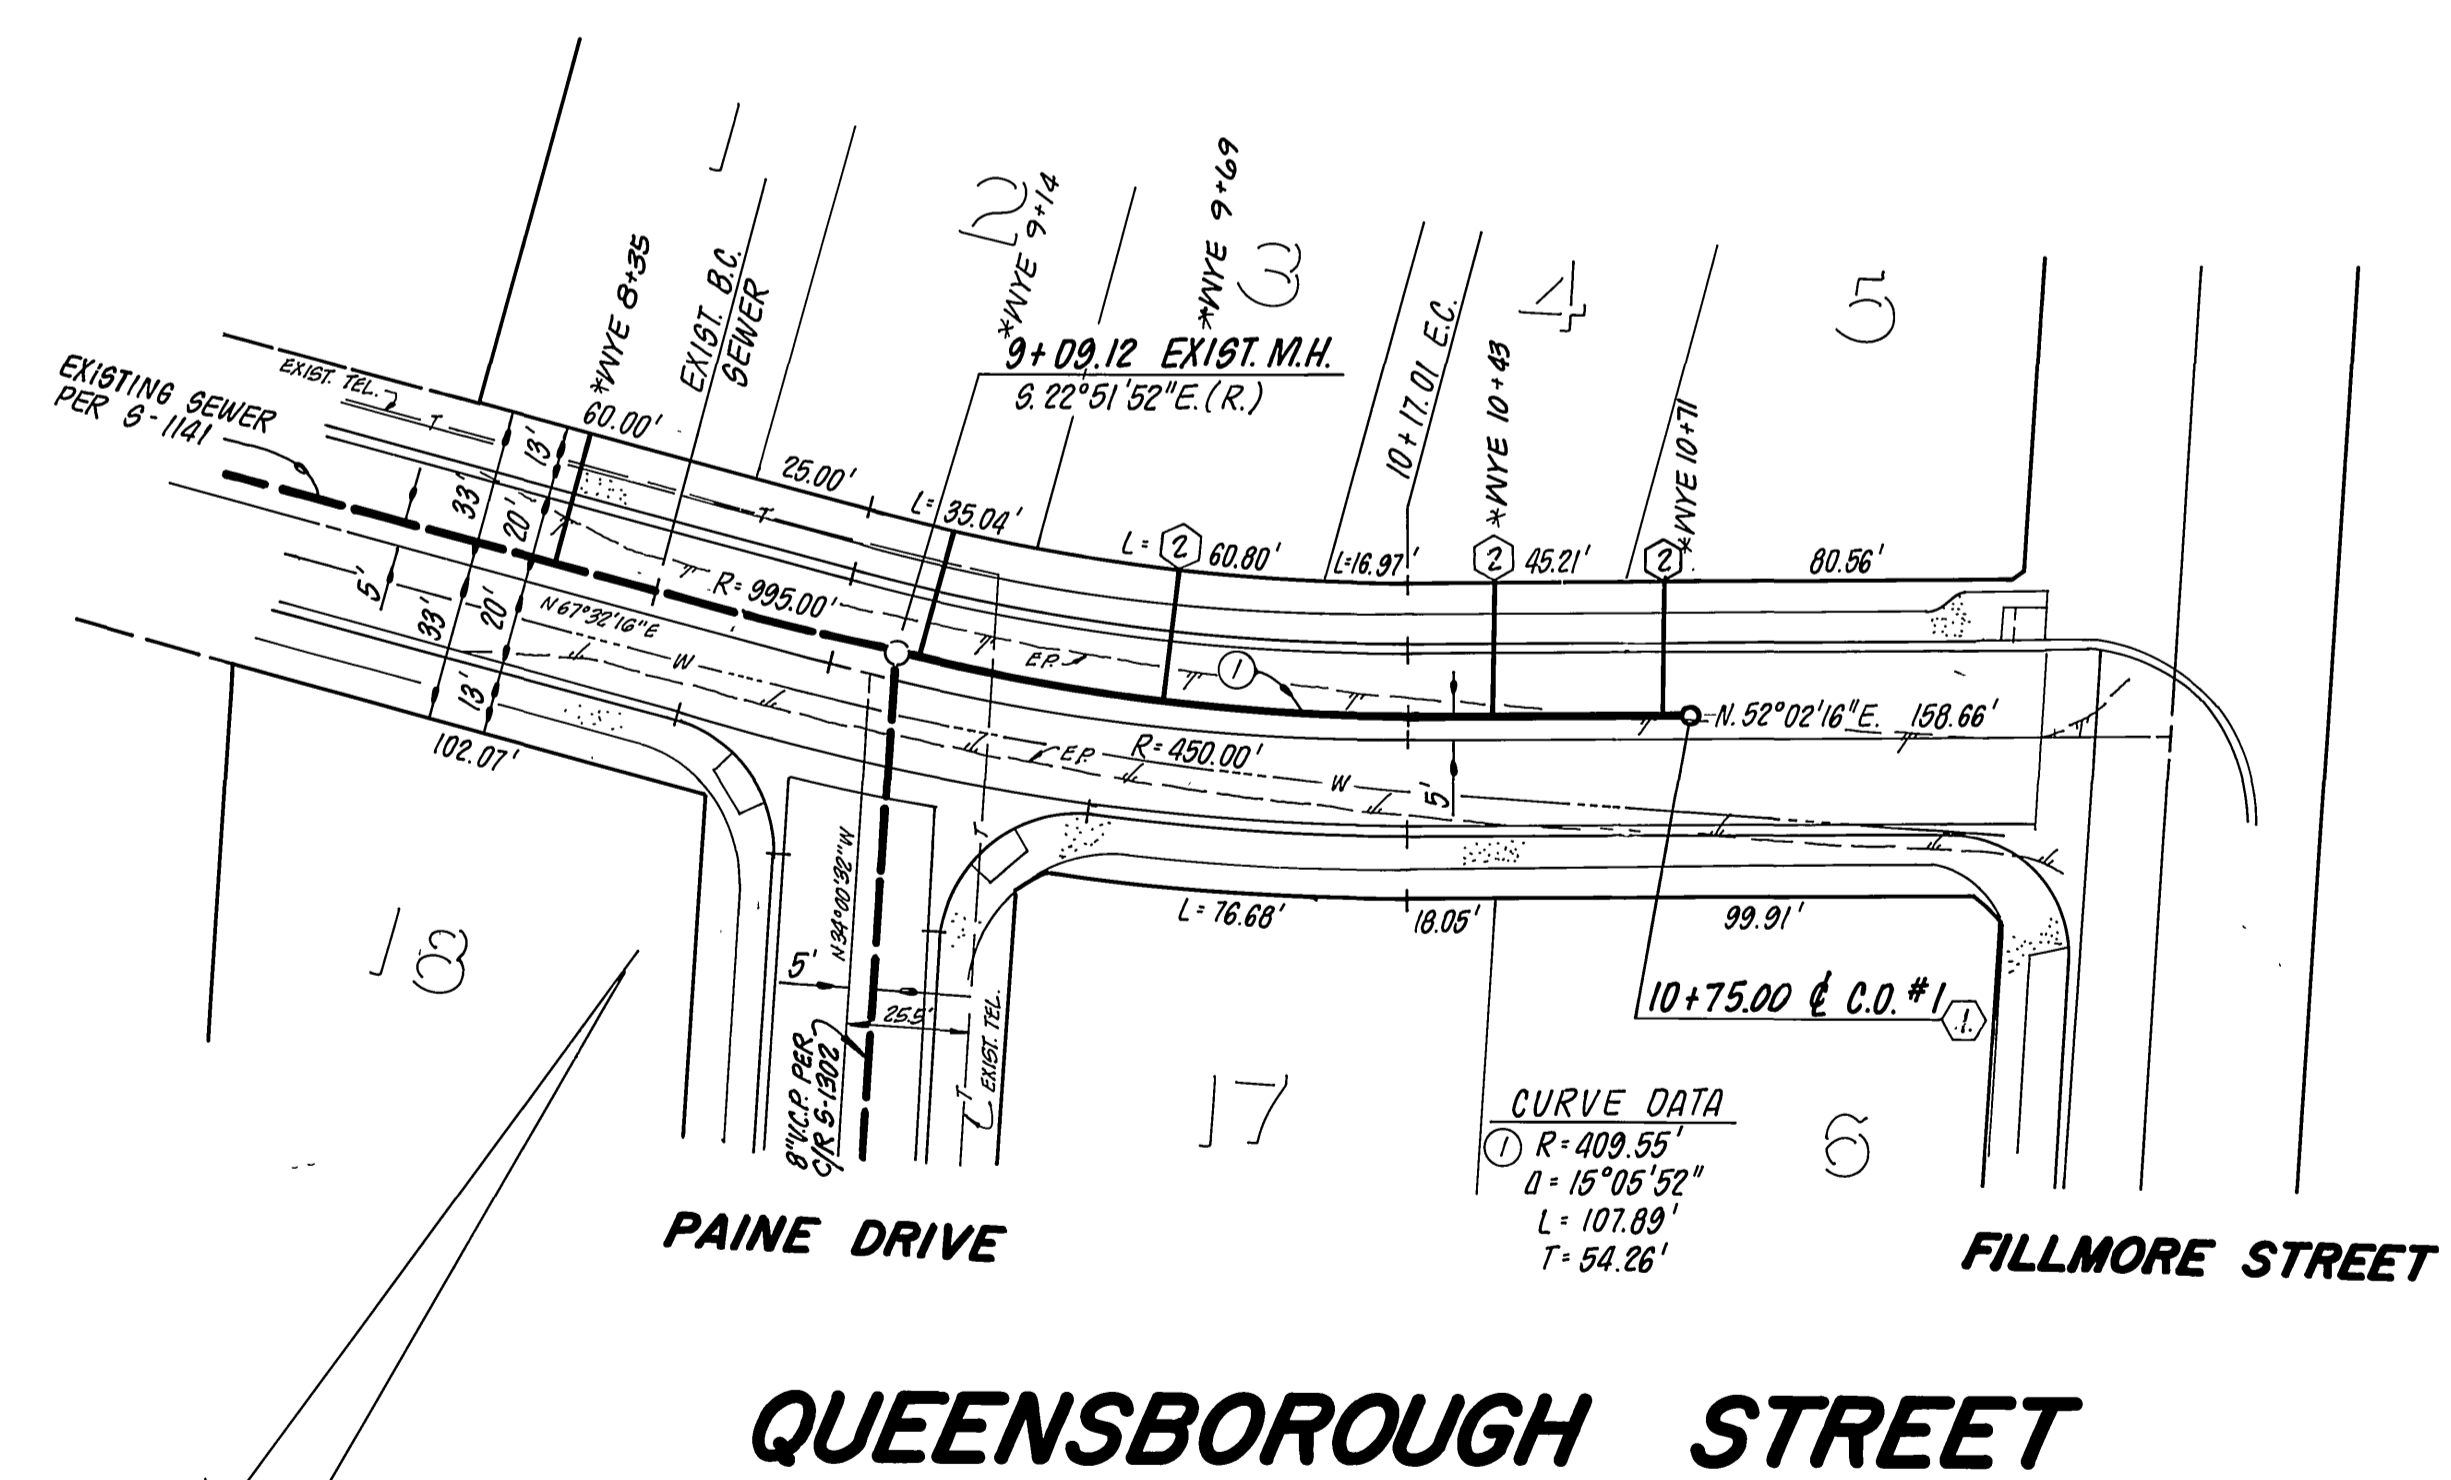 1
2
3
4
5
*WYE 8+35
EXIST. B.C.
SEWER
*WYE 9+14
*WYE 9+69
9+09.12 EXIST. M.H.
S. 22°51'52"E. (R.)
10+17.01 E.C.
*WYE 10+43
*WYE 10+71
EXISTING SEWER
PER S-1141
EXIST. TEL.
T
60.00'
25.00'
L= 35.04'
L= 60.80'
2
L=16.97'
2
45.21'
2
80.56'
13'
33'
20'
5'
33'
20'
13'
T
R= 995.00'
N67°32'16"E
W
E.P.
1
N. 52°02'16"E. 158.66'
R= 450.00'
E.P.
W
5'
102.07'
L= 76.68'
18.05'
99.91'
N34°00'32"W
T
5'
25.5'
EXIST. TEL.
T
8" V.C.P. PER
C/R S-1302
10+75.00 ₵ C.O. #1
1
18
17
6
CURVE DATA
1 R= 409.55'
Δ= 15°05'52"
L= 107.89'
T= 54.26'
PAINE DRIVE
FILLMORE STREET
QUEENSBOROUGH STREET